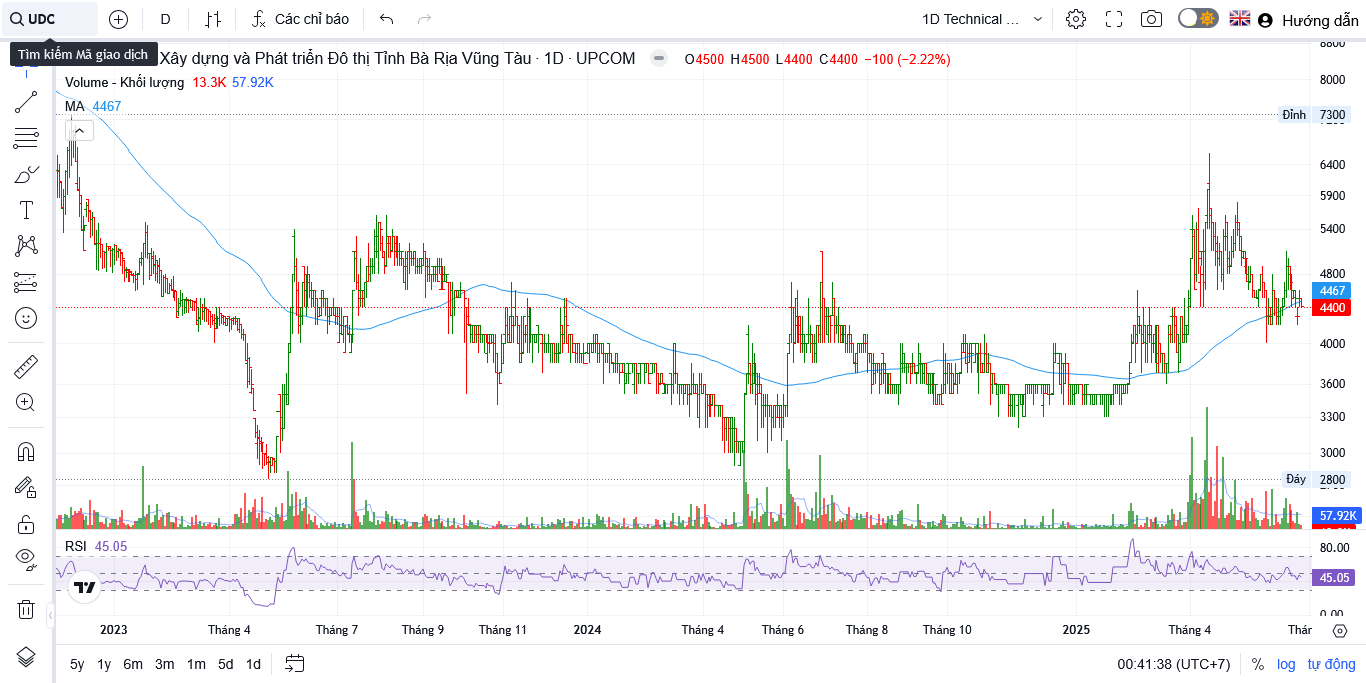 UDC
D
Các chỉ báo
1D Technical ...
Hướng dẫn
Tìm kiếm Mã giao dịch
Xây dựng và Phát triển Đô thị Tỉnh Bà Rịa Vũng Tàu · 1D · UPCOM
O4500 H4500 L4400 C4400 −100 (−2.22%)
Volume - Khối lượng 13.3K 57.92K
MA 4467
8800
8000
Đỉnh 7300
6400
5900
5400
4800
4467
4400
4000
3600
3300
3000
Đáy 2800
57.92K
RSI 45.05
80.00
45.05
0.00
2023 Tháng 4 Tháng 7 Tháng 9 Tháng 11 2024 Tháng 4 Tháng 6 Tháng 8 Tháng 10 2025 Tháng 4 Thár
5y 1y 6m 3m 1m 5d 1d
00:41:38 (UTC+7) % log tự động